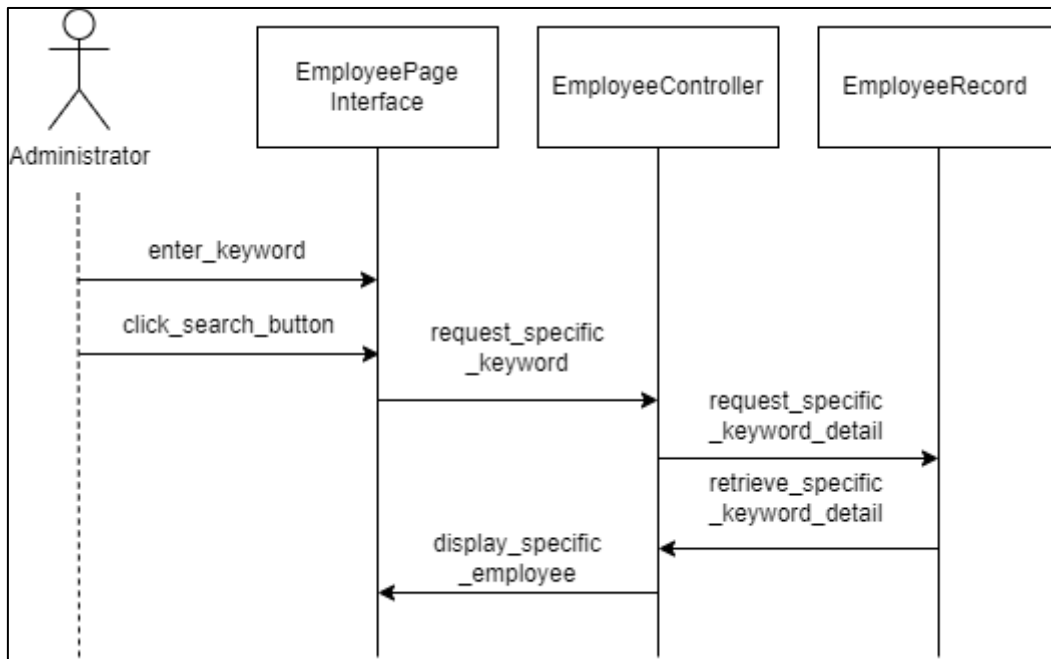 EmployeePage
Interface
EmployeeController
EmployeeRecord
Administrator
enter_keyword
click_search_button
request_specific
_keyword
request_specific
_keyword_detail
retrieve_specific
_keyword_detail
display_specific
_employee